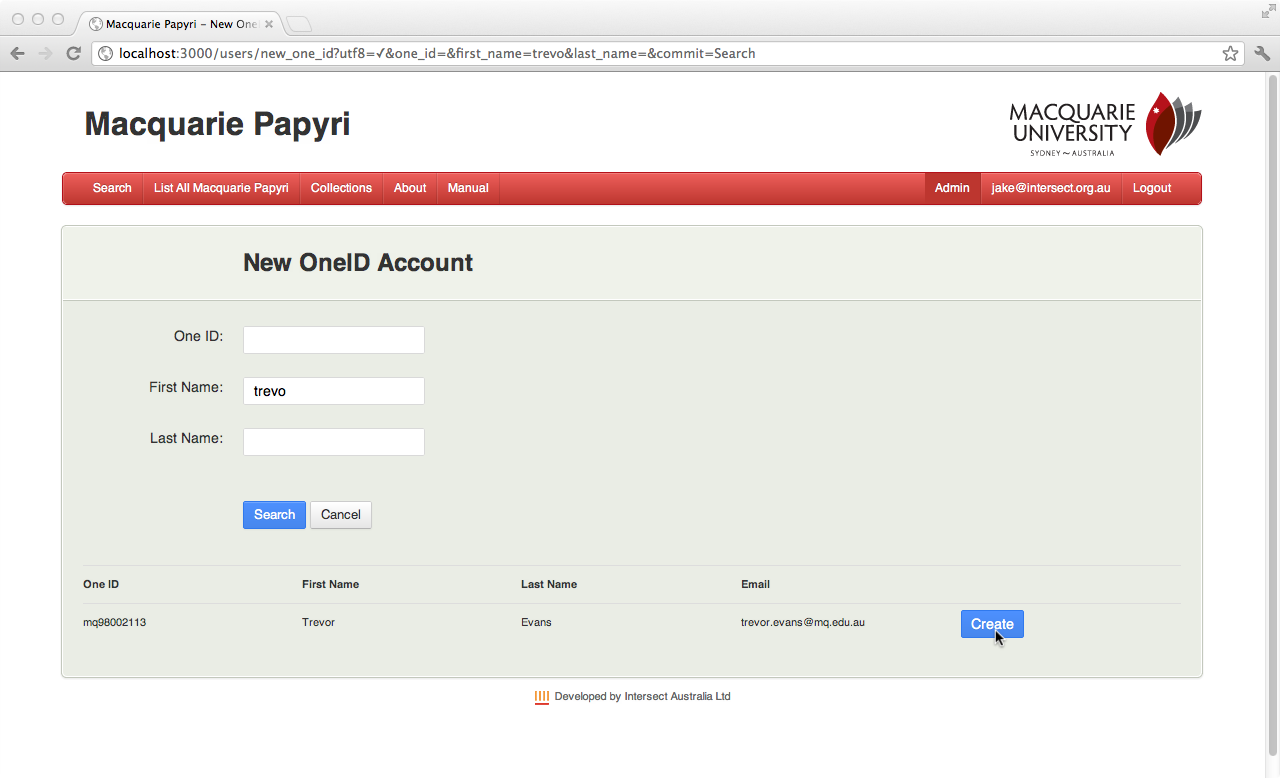 Macquarie Papyri – New One
localhost:3000/users/new_one_id?utf8=✓&one_id=&first_name=trevo&last_name=&commit=Search
Macquarie Papyri
MACQUARIE
UNIVERSITY
SYDNEY ~ AUSTRALIA
Search List All Macquarie Papyri Collections About Manual Admin jake@intersect.org.au Logout
New OneID Account
One ID:
First Name: trevo
Last Name:
Search Cancel
One ID First Name Last Name Email
mq98002113 Trevor Evans trevor.evans@mq.edu.au Create
Developed by Intersect Australia Ltd